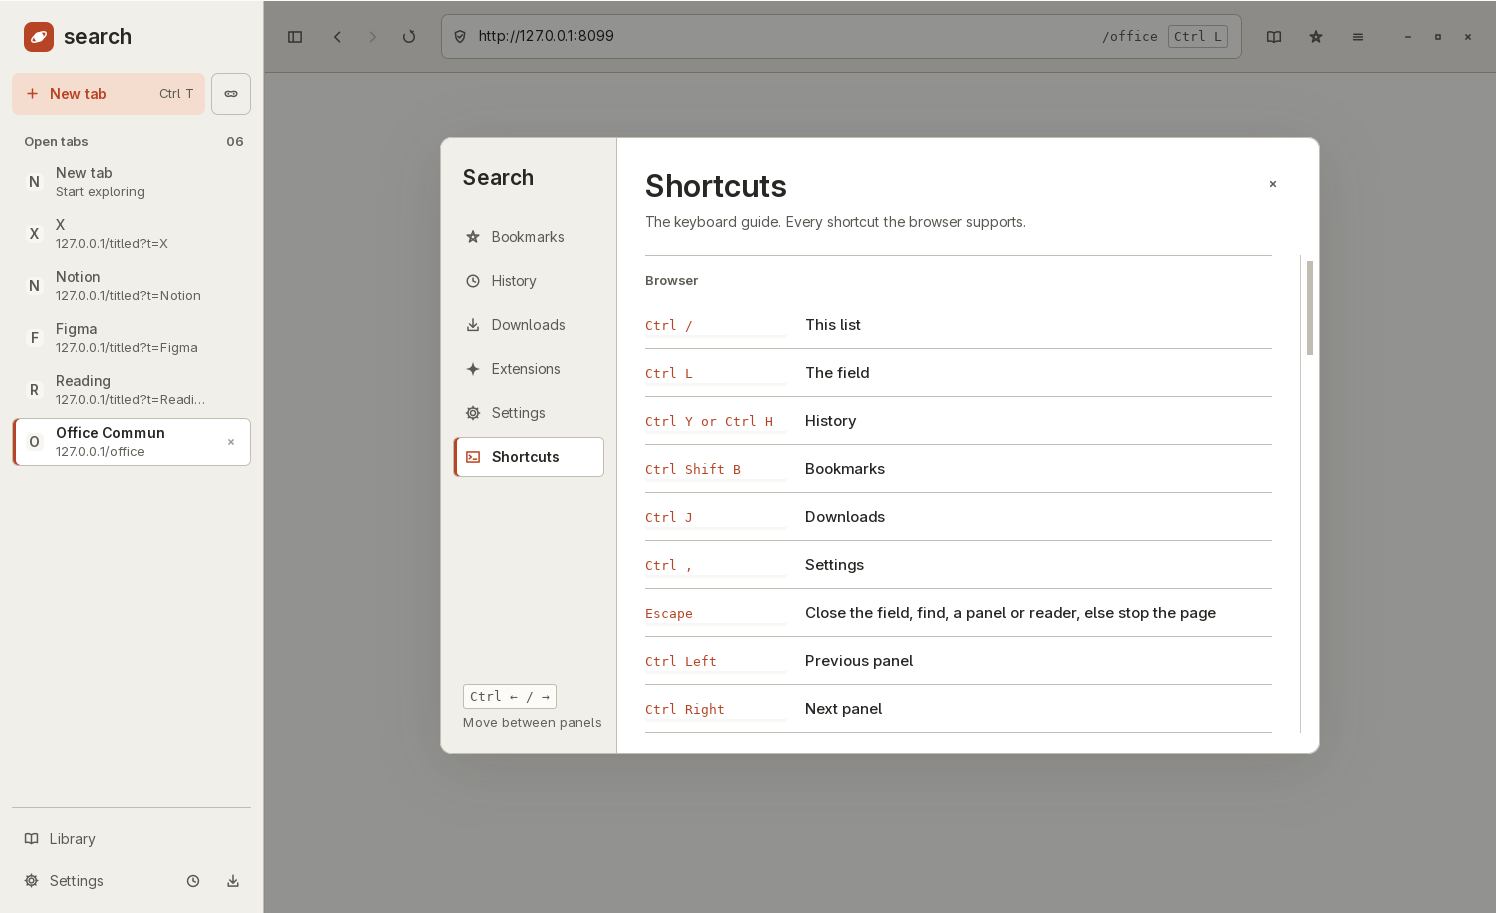 search
New tab Ctrl T
Open tabs 06
N New tab
Start exploring
X X
127.0.0.1/titled?t=X
N Notion
127.0.0.1/titled?t=Notion
F Figma
127.0.0.1/titled?t=Figma
R Reading
127.0.0.1/titled?t=Readi…
O Office Commun ×
127.0.0.1/office
Library
Settings
http://127.0.0.1:8099 /office Ctrl L
Search
Bookmarks
History
Downloads
Extensions
Settings
Shortcuts
Ctrl ← / →
Move between panels
Shortcuts
The keyboard guide. Every shortcut the browser supports.
Browser
Ctrl / This list
Ctrl L The field
Ctrl Y or Ctrl H History
Ctrl Shift B Bookmarks
Ctrl J Downloads
Ctrl , Settings
Escape Close the field, find, a panel or reader, else stop the page
Ctrl Left Previous panel
Ctrl Right Next panel